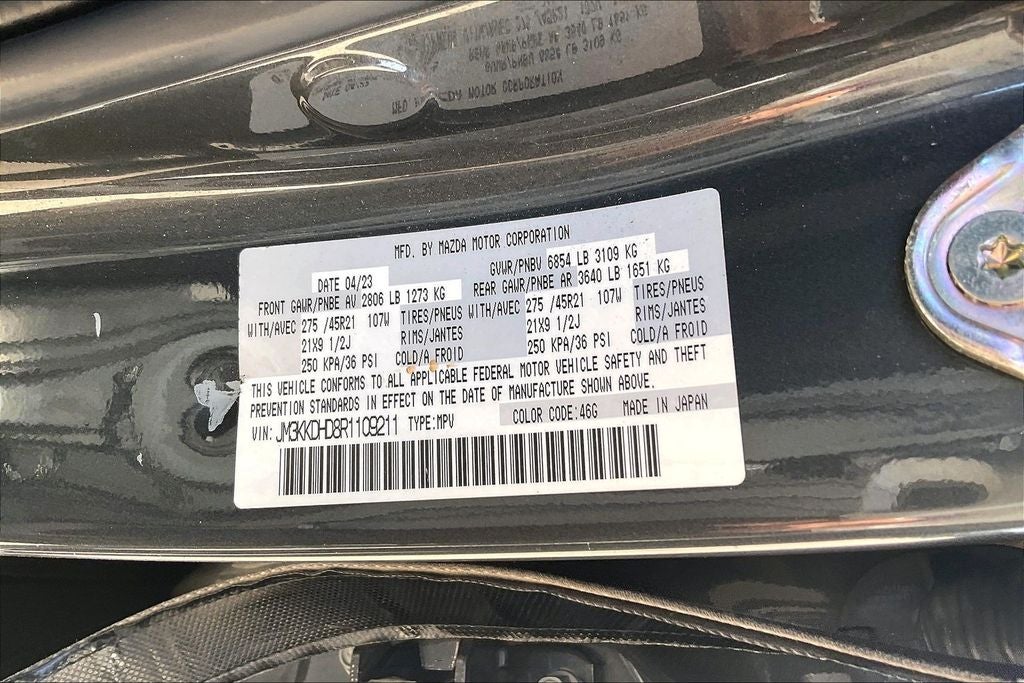 MFD. BY MAZDA MOTOR CORPORATION
DATE 04/23 GVWR/PNBV 6854 LB 3109 KG
FRONT GAWR/PNBE AV 2806 LB 1273 KG REAR GAWR/PNBE AR 3640 LB 1651 KG
WITH/AVEC 275 /45R21 107W TIRES/PNEUS WITH/AVEC 275 /45R21 107W TIRES/PNEUS
21X9 1/2J RIMS/JANTES 21X9 1/2J RIMS/JANTES
250 KPA/36 PSI COLD/A FROID 250 KPA/36 PSI COLD/A FROID
THIS VEHICLE CONFORMS TO ALL APPLICABLE FEDERAL MOTOR VEHICLE SAFETY AND THEFT
PREVENTION STANDARDS IN EFFECT ON THE DATE OF MANUFACTURE SHOWN ABOVE.
VIN: JM3KKDHD8R1109211 TYPE:MPV COLOR CODE:46G MADE IN JAPAN